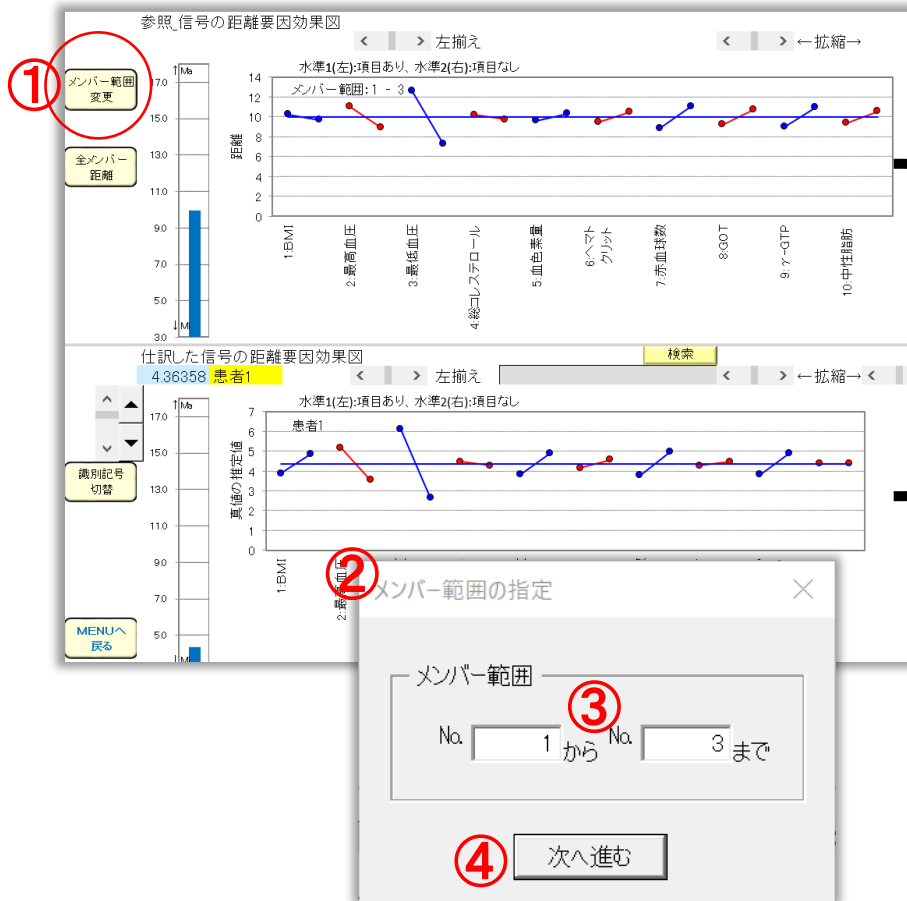 参照_信号の距離要因効果図
左揃え
←拡縮→
①
メンバー範囲
変更
全メンバー
距離
↑Ma
17.0
15.0
13.0
11.0
9.0
7.0
5.0
3.0
水準1(左):項目あり、水準2(右):項目なし
メンバー範囲:1 - 3
距離
14
12
10
8
6
4
2
0
1:BMI
2:最高血圧
3:最低血圧
4:総コレステロール
5:血色素量
6:ヘマト
クリット
7:赤血球数
8:GOT
9:γ-GTP
10:中性脂肪
仕訳した信号の距離要因効果図
検索
4.36358 患者1
左揃え
←拡縮→
識別記号
切替
MENUへ
戻る
↑Ma
17.0
15.0
13.0
11.0
9.0
7.0
5.0
水準1(左):項目あり、水準2(右):項目なし
患者1
真値の推定値
7
6
5
4
3
2
1
0
1:BMI
②
メンバー範囲の指定
メンバー範囲
③
No. 1 から No. 3 まで
④
次へ進む